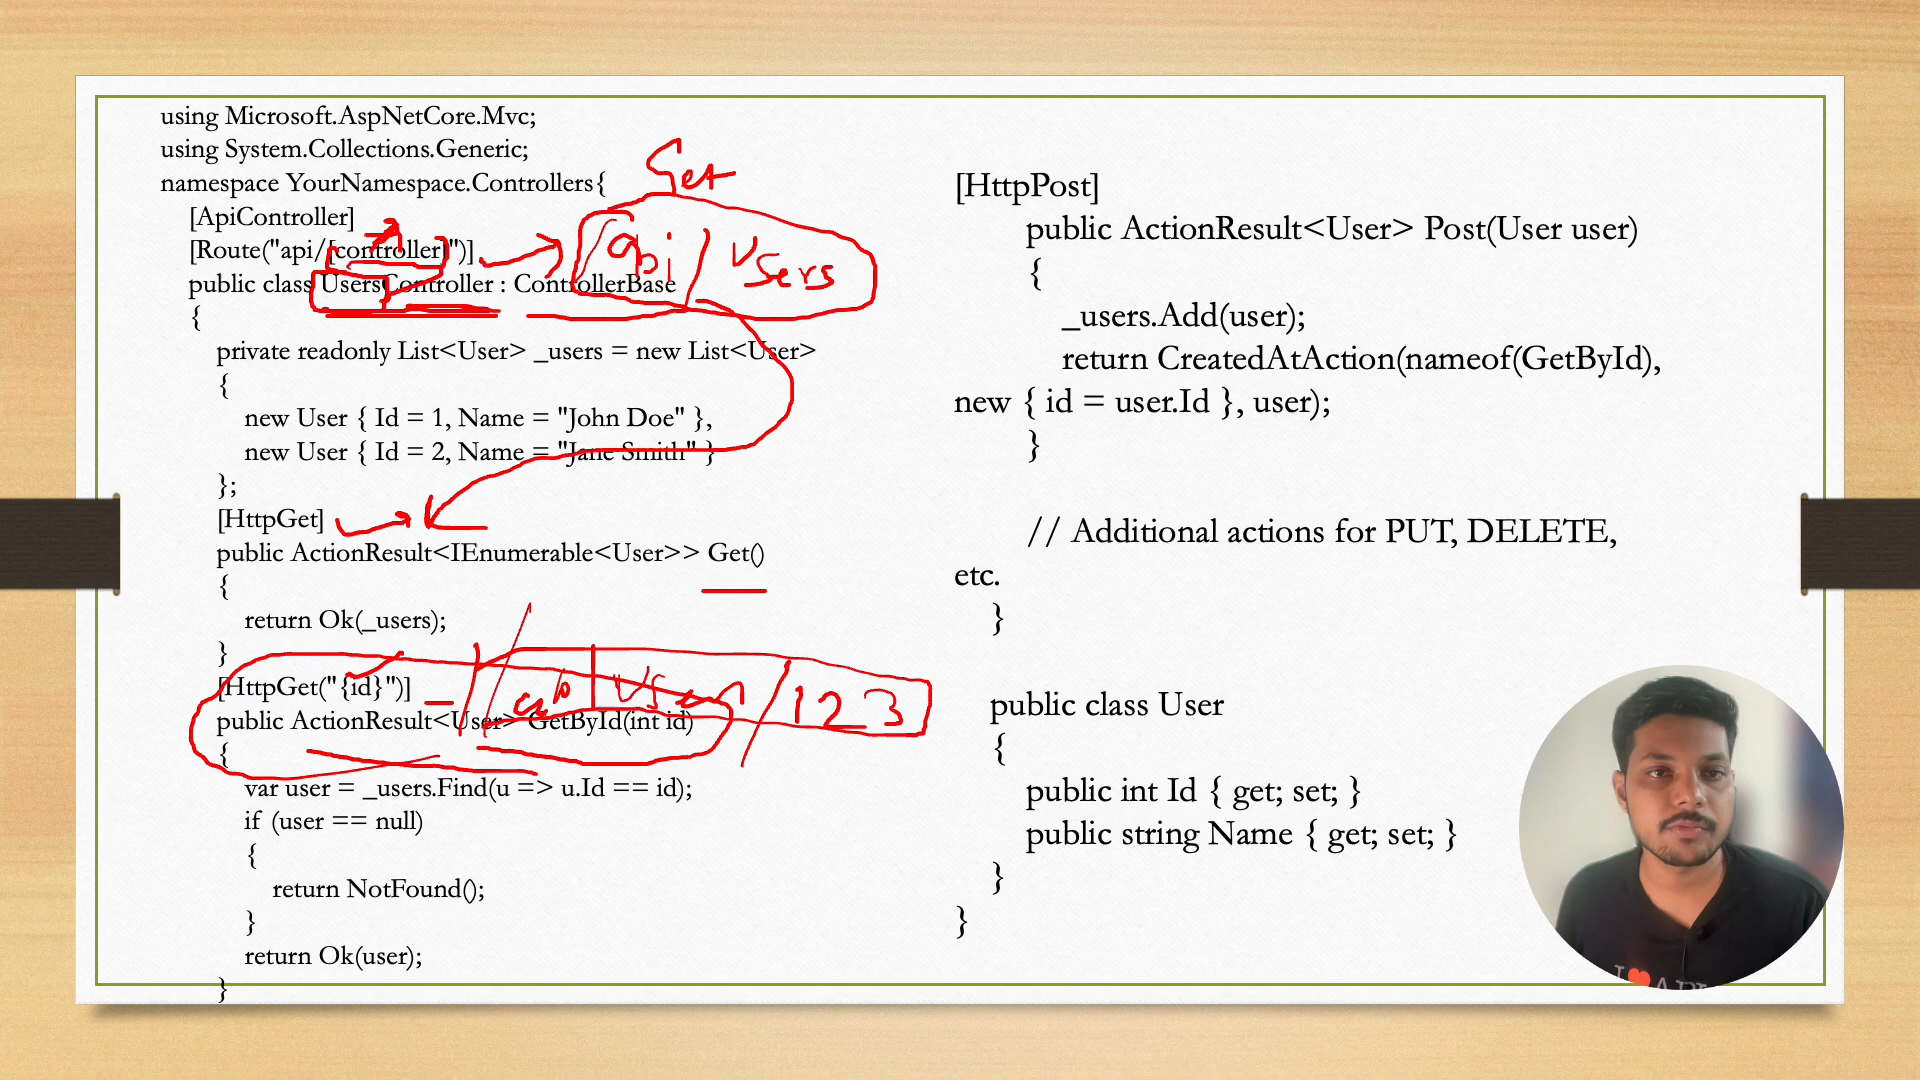 using Microsoft.AspNetCore.Mvc;
using System.Collections.Generic;
namespace YourNamespace.Controllers{
[ApiController]
[Route("api/[controller]")]
public class UsersController : ControllerBase
{
private readonly List<User> _users = new List<User>
{
new User { Id = 1, Name = "John Doe" },
new User { Id = 2, Name = "Jane Smith" }
};
[HttpGet]
public ActionResult<IEnumerable<User>> Get()
{
return Ok(_users);
}
[HttpGet("{id}")]
public ActionResult<User> GetById(int id)
{
var user = _users.Find(u => u.Id == id);
if (user == null)
{
return NotFound();
}
return Ok(user);
}
Get
/api/Users
/123
[HttpPost]
public ActionResult<User> Post(User user)
{
_users.Add(user);
return CreatedAtAction(nameof(GetById),
new { id = user.Id }, user);
}
// Additional actions for PUT, DELETE,
etc.
}
public class User
{
public int Id { get; set; }
public string Name { get; set; }
}
}